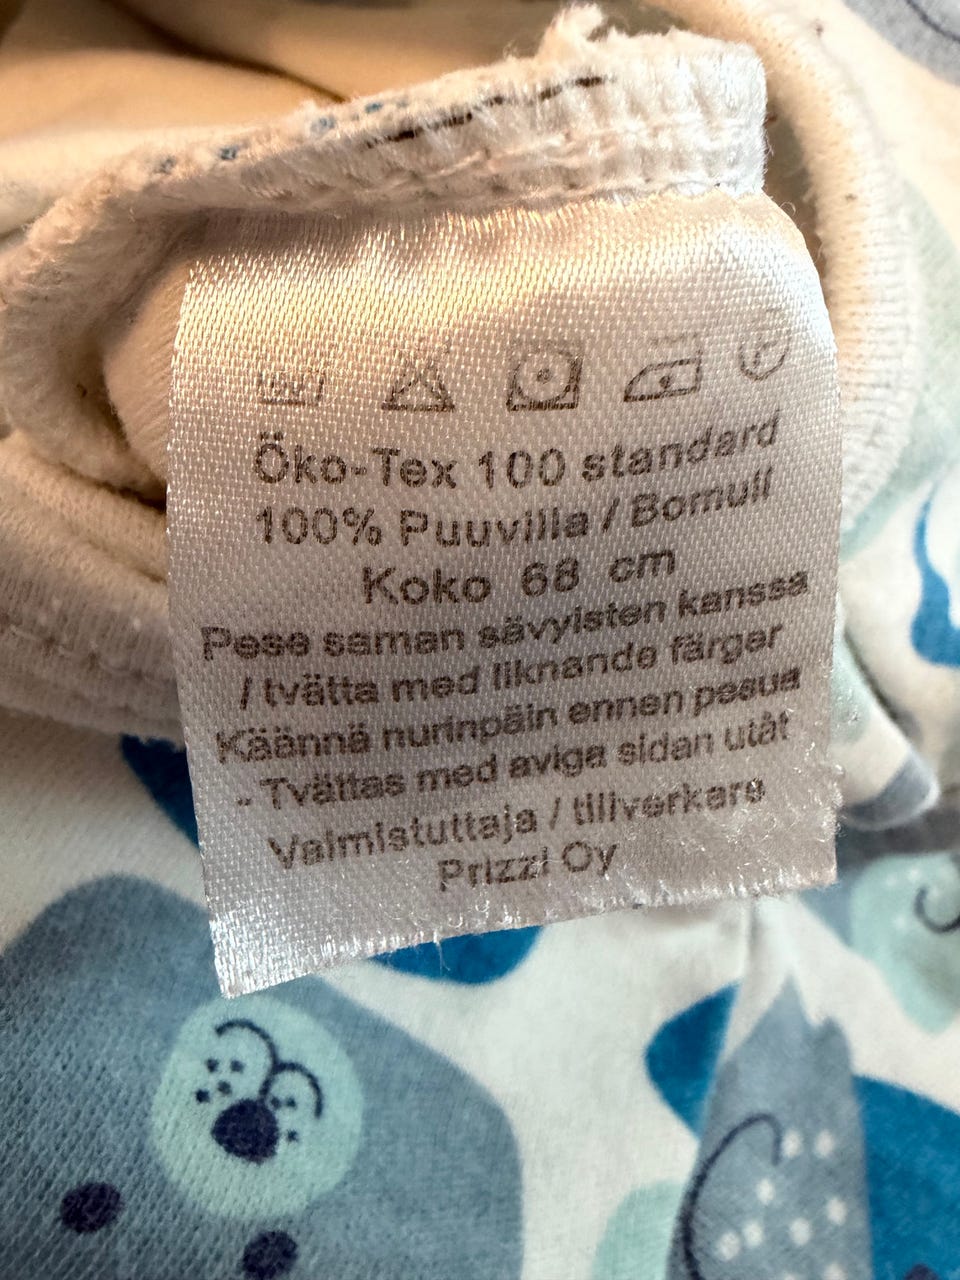 Öko-Tex 100 standard
100% Puuvilla / Bomull
Koko 68 cm
Pese saman sävyisten kanssa
/ tvätta med liknande färger
Käännä nurinpäin ennen pesua
- Tvättas med aviga sidan utåt
Valmistuttaja / tillverkare
Prizzi Oy